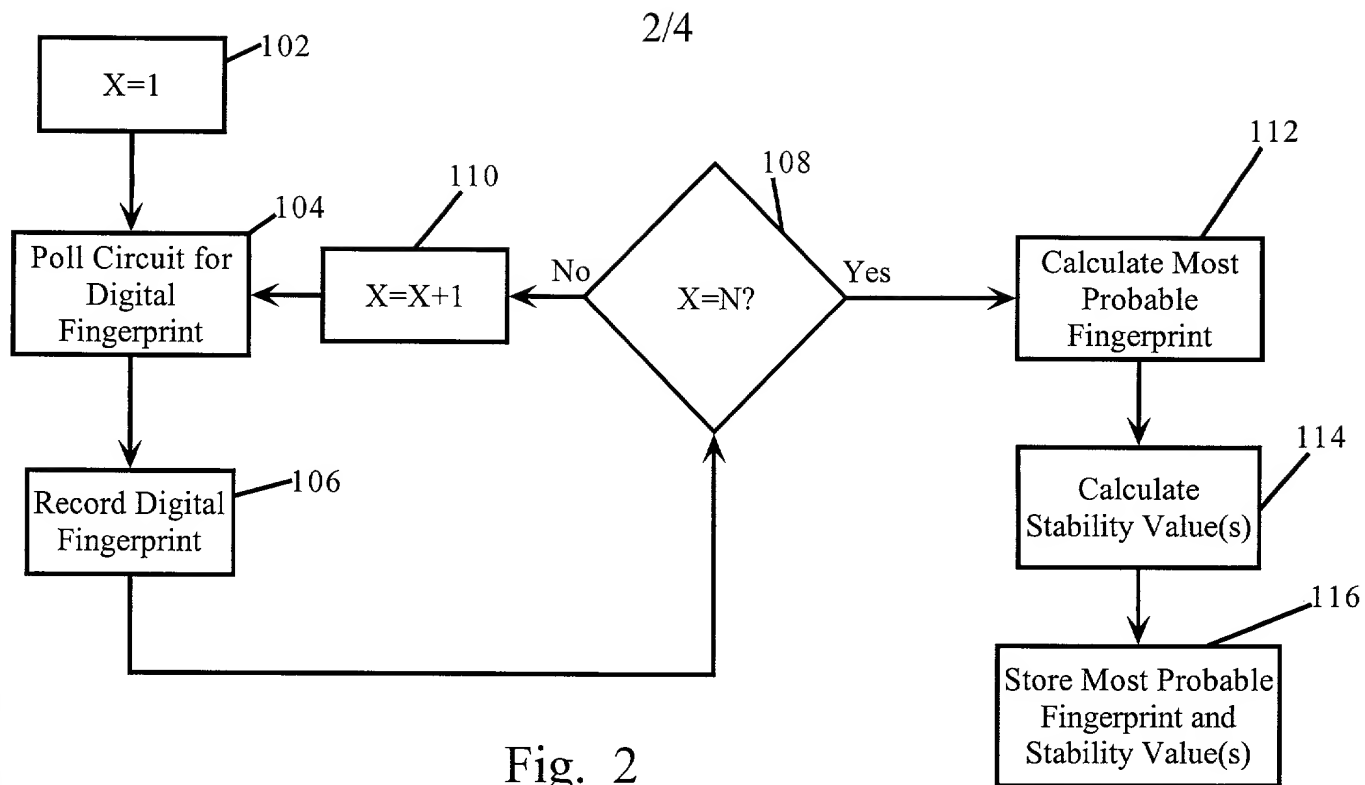 2/4
102
X=1
104
Poll Circuit for
Digital
Fingerprint
110
X=X+1
No
108
X=N?
Yes
112
Calculate Most
Probable
Fingerprint
106
Record Digital
Fingerprint
114
Calculate
Stability Value(s)
116
Store Most Probable
Fingerprint and
Stability Value(s)
Fig. 2